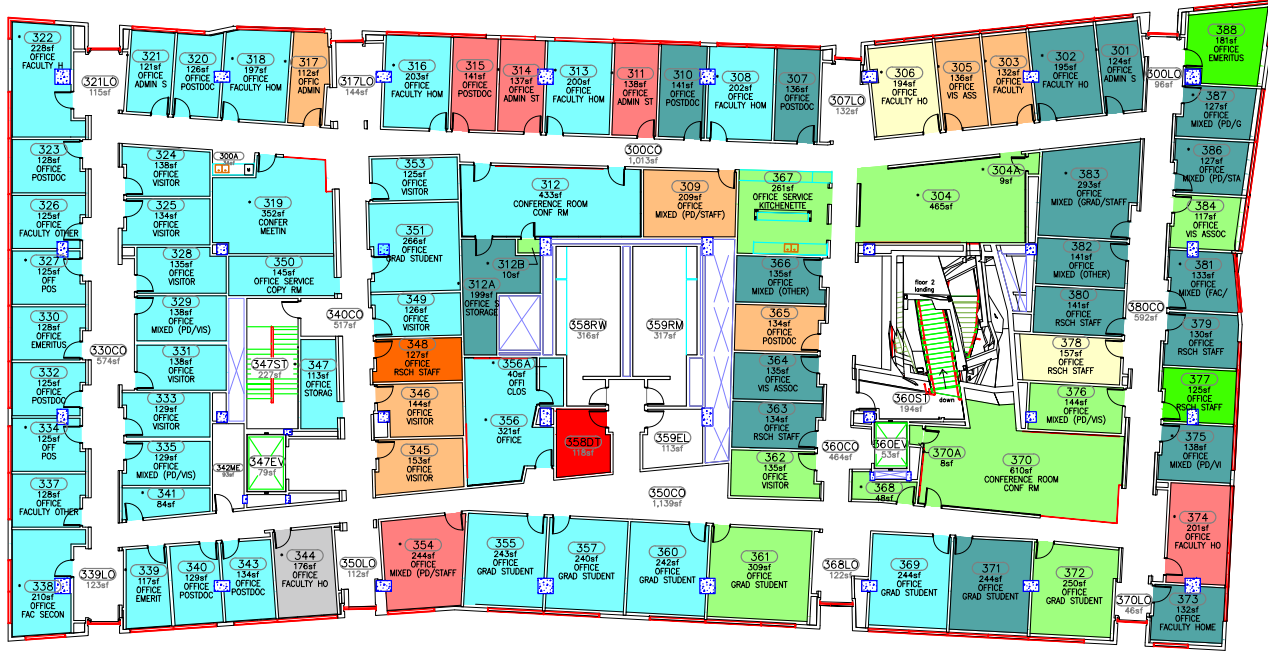 322
228sf
OFFICE
FACULTY H
321LO
115sf
321
121sf
OFFICE
ADMIN S
320
126sf
OFFICE
POSTDOC
318
197sf
OFFICE
FACULTY HOM
317
112sf
OFFIC
ADMIN
317LO
144sf
316
203sf
OFFICE
FACULTY HOM
315
141sf
OFFICE
POSTDOC
314
137sf
OFFICE
ADMIN ST
313
200sf
OFFICE
FACULTY HOM
311
138sf
OFFICE
ADMIN ST
310
141sf
OFFICE
POSTDOC
308
202sf
OFFICE
FACULTY HOM
307
136sf
OFFICE
POSTDOC
307LO
132sf
306
194sf
OFFICE
FACULTY HO
305
136sf
OFFICE
VIS ASS
303
132sf
OFFICE
FACULTY
302
195sf
OFFICE
FACULTY HO
301
124sf
OFFICE
ADMIN S
300LO
96sf
388
181sf
OFFICE
EMERITUS
387
127sf
OFFICE
MIXED (PD/G
386
127sf
OFFICE
MIXED (PD/STA
384
117sf
OFFICE
VIS ASSOC
381
133sf
OFFICE
MIXED (FAC/
379
130sf
OFFICE
RSCH STAFF
377
125sf
OFFICE
RSCH STAFF
375
138sf
OFFICE
MIXED (PD/VI
374
201sf
OFFICE
FACULTY HO
373
132sf
OFFICE
FACULTY HOME
323
128sf
OFFICE
POSTDOC
326
125sf
OFFICE
FACULTY OTHER
327
125sf
OFF
POS
330
128sf
OFFICE
EMERITUS
332
125sf
OFFICE
POSTDOC
334
125sf
OFF
POS
337
128sf
OFFICE
FACULTY OTHER
338
210sf
OFFICE
FAC SECON
330CO
574sf
324
138sf
OFFICE
VISITOR
325
134sf
OFFICE
VISITOR
328
135sf
OFFICE
VISITOR
329
138sf
OFFICE
MIXED (PD/VIS)
331
138sf
OFFICE
VISITOR
333
129sf
OFFICE
VISITOR
335
129sf
OFFICE
MIXED (PD/VIS)
341
84sf
300A
319
352sf
CONFER
MEETIN
350
145sf
OFFICE SERVICE
COPY RM
347ST
227sf
347
113sf
OFFICE
STORAG
342ME
93sf
347EV
79sf
340CO
517sf
300CO
1,013sf
353
125sf
OFFICE
VISITOR
351
266sf
OFFICE
GRAD STUDENT
349
126sf
OFFICE
VISITOR
348
127sf
OFFICE
RSCH STAFF
346
144sf
OFFICE
VISITOR
345
153sf
OFFICE
VISITOR
312
433sf
CONFERENCE ROOM
CONF RM
312B
10sf
312A
199sf
OFFICE S
STORAGE
356A
40sf
OFFI
CLOS
356
321sf
OFFICE
358RW
316sf
359RM
317sf
358DT
118sf
359EL
113sf
309
209sf
OFFICE
MIXED (PD/STAFF)
367
261sf
OFFICE SERVICE
KITCHENETTE
366
135sf
OFFICE
MIXED (OTHER)
365
134sf
OFFICE
POSTDOC
364
135sf
OFFICE
VIS ASSOC
363
134sf
OFFICE
RSCH STAFF
362
135sf
OFFICE
VISITOR
350CO
1,139sf
360CO
464sf
304
465sf
304A
9sf
383
293sf
OFFICE
MIXED (GRAD/STAFF
382
141sf
OFFICE
MIXED (OTHER)
380
141sf
OFFICE
RSCH STAFF
378
157sf
OFFICE
RSCH STAFF
376
144sf
OFFICE
MIXED (PD/VIS)
floor 2
landing
down
360ST
194sf
360EV
53sf
370A
8sf
368
48sf
370
610sf
CONFERENCE ROOM
CONF RM
380CO
592sf
339LO
123sf
339
117sf
OFFICE
EMERIT
340
129sf
OFFICE
POSTDOC
343
134sf
OFFICE
POSTDOC
344
176sf
OFFICE
FACULTY HO
350LO
112sf
354
244sf
OFFICE
MIXED (PD/STAFF
355
243sf
OFFICE
GRAD STUDENT
357
240sf
OFFICE
GRAD STUDENT
360
242sf
OFFICE
GRAD STUDENT
361
309sf
OFFICE
GRAD STUDENT
368LO
122sf
369
244sf
OFFICE
GRAD STUDENT
371
244sf
OFFICE
GRAD STUDENT
372
250sf
OFFICE
GRAD STUDENT
370LO
46sf